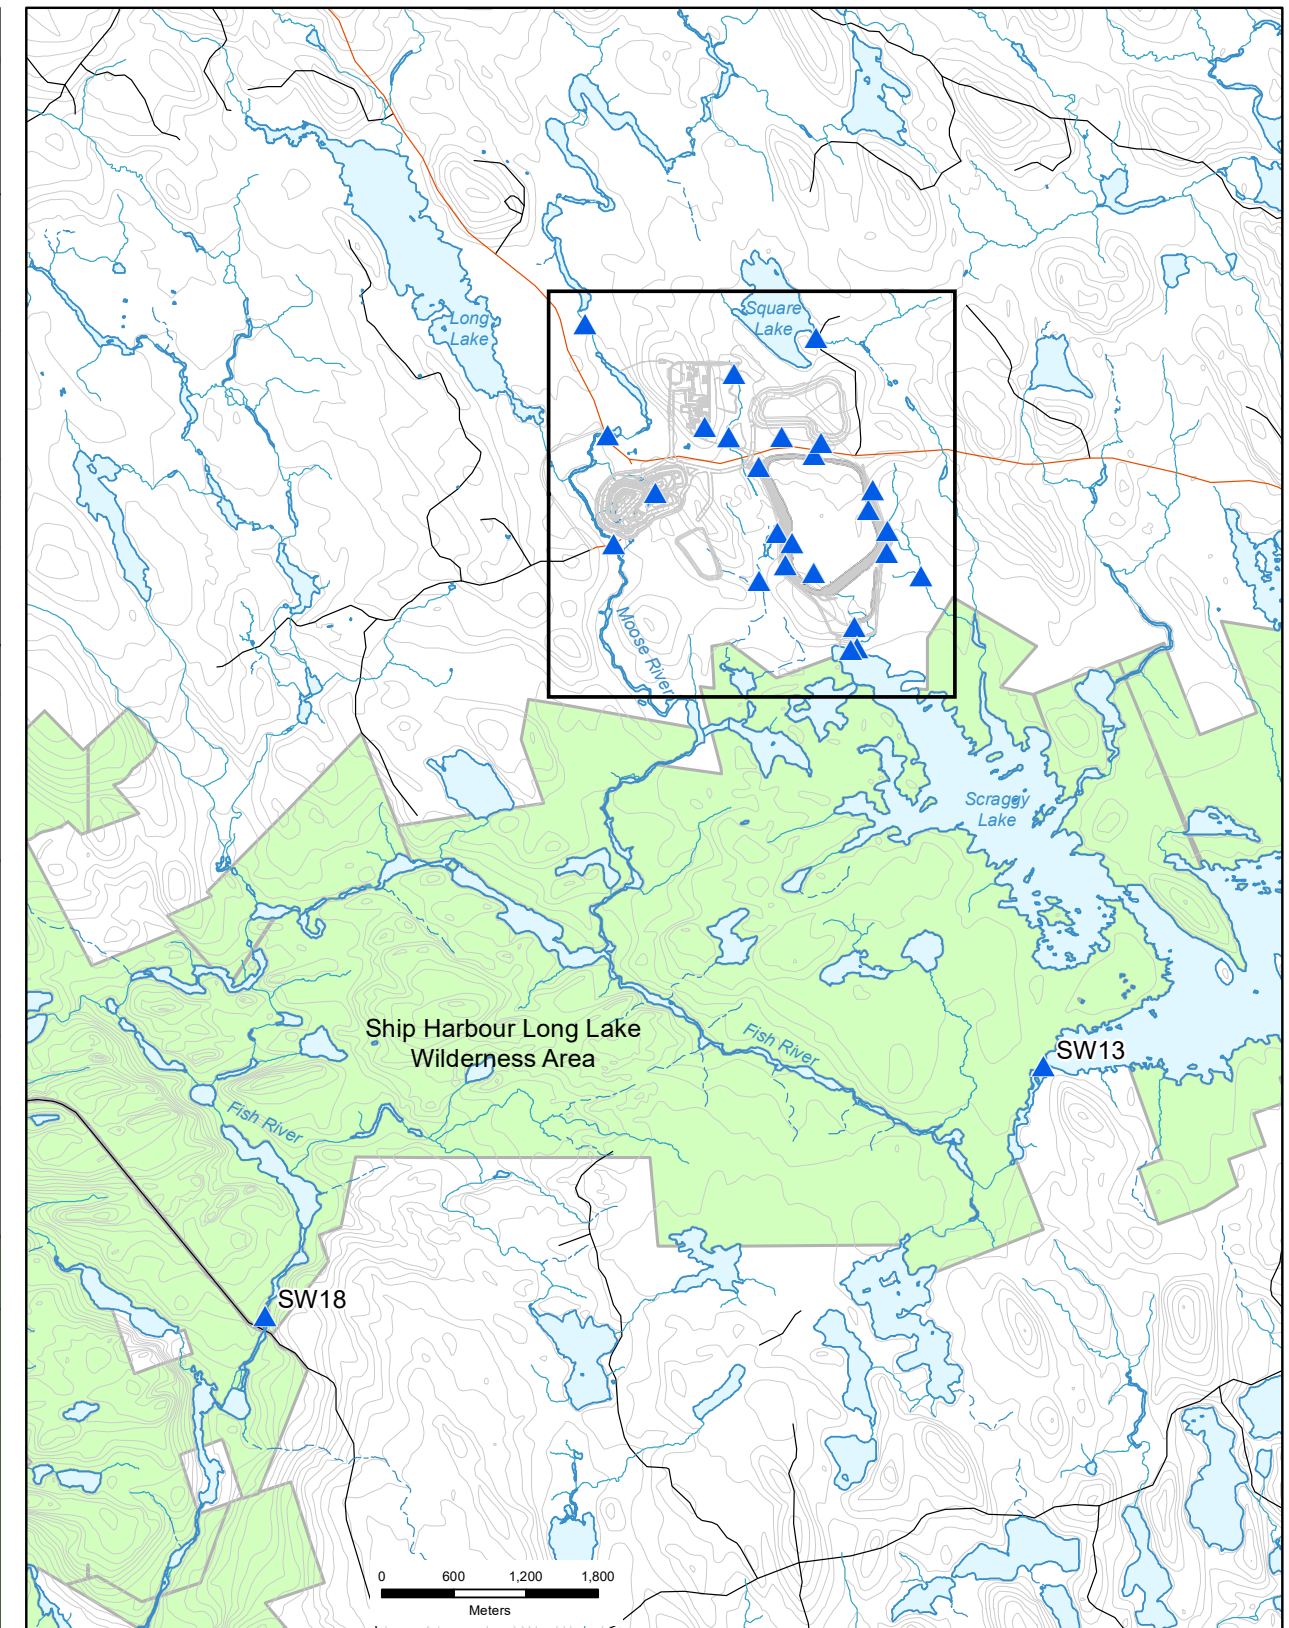 Square
Lake
Long
Lake
Moose River
Scraggy
Lake
Ship Harbour Long Lake
Wilderness Area
Fish River
SW13
Fish River
SW18
0 600 1,200 1,800
Meters